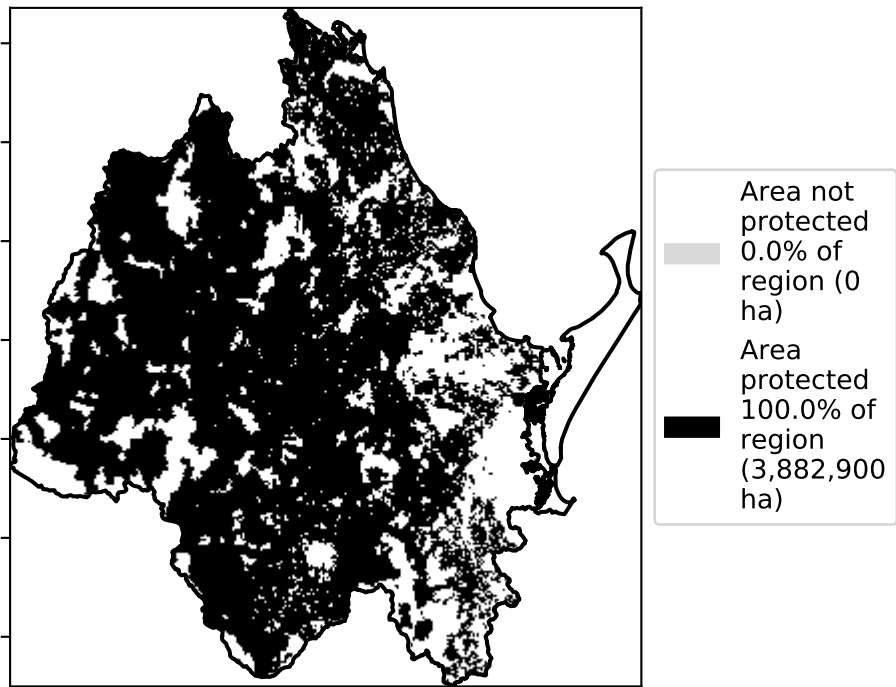 Area not
protected
0.0% of
region (0
ha)
Area
protected
100.0% of
region
(3,882,900
ha)